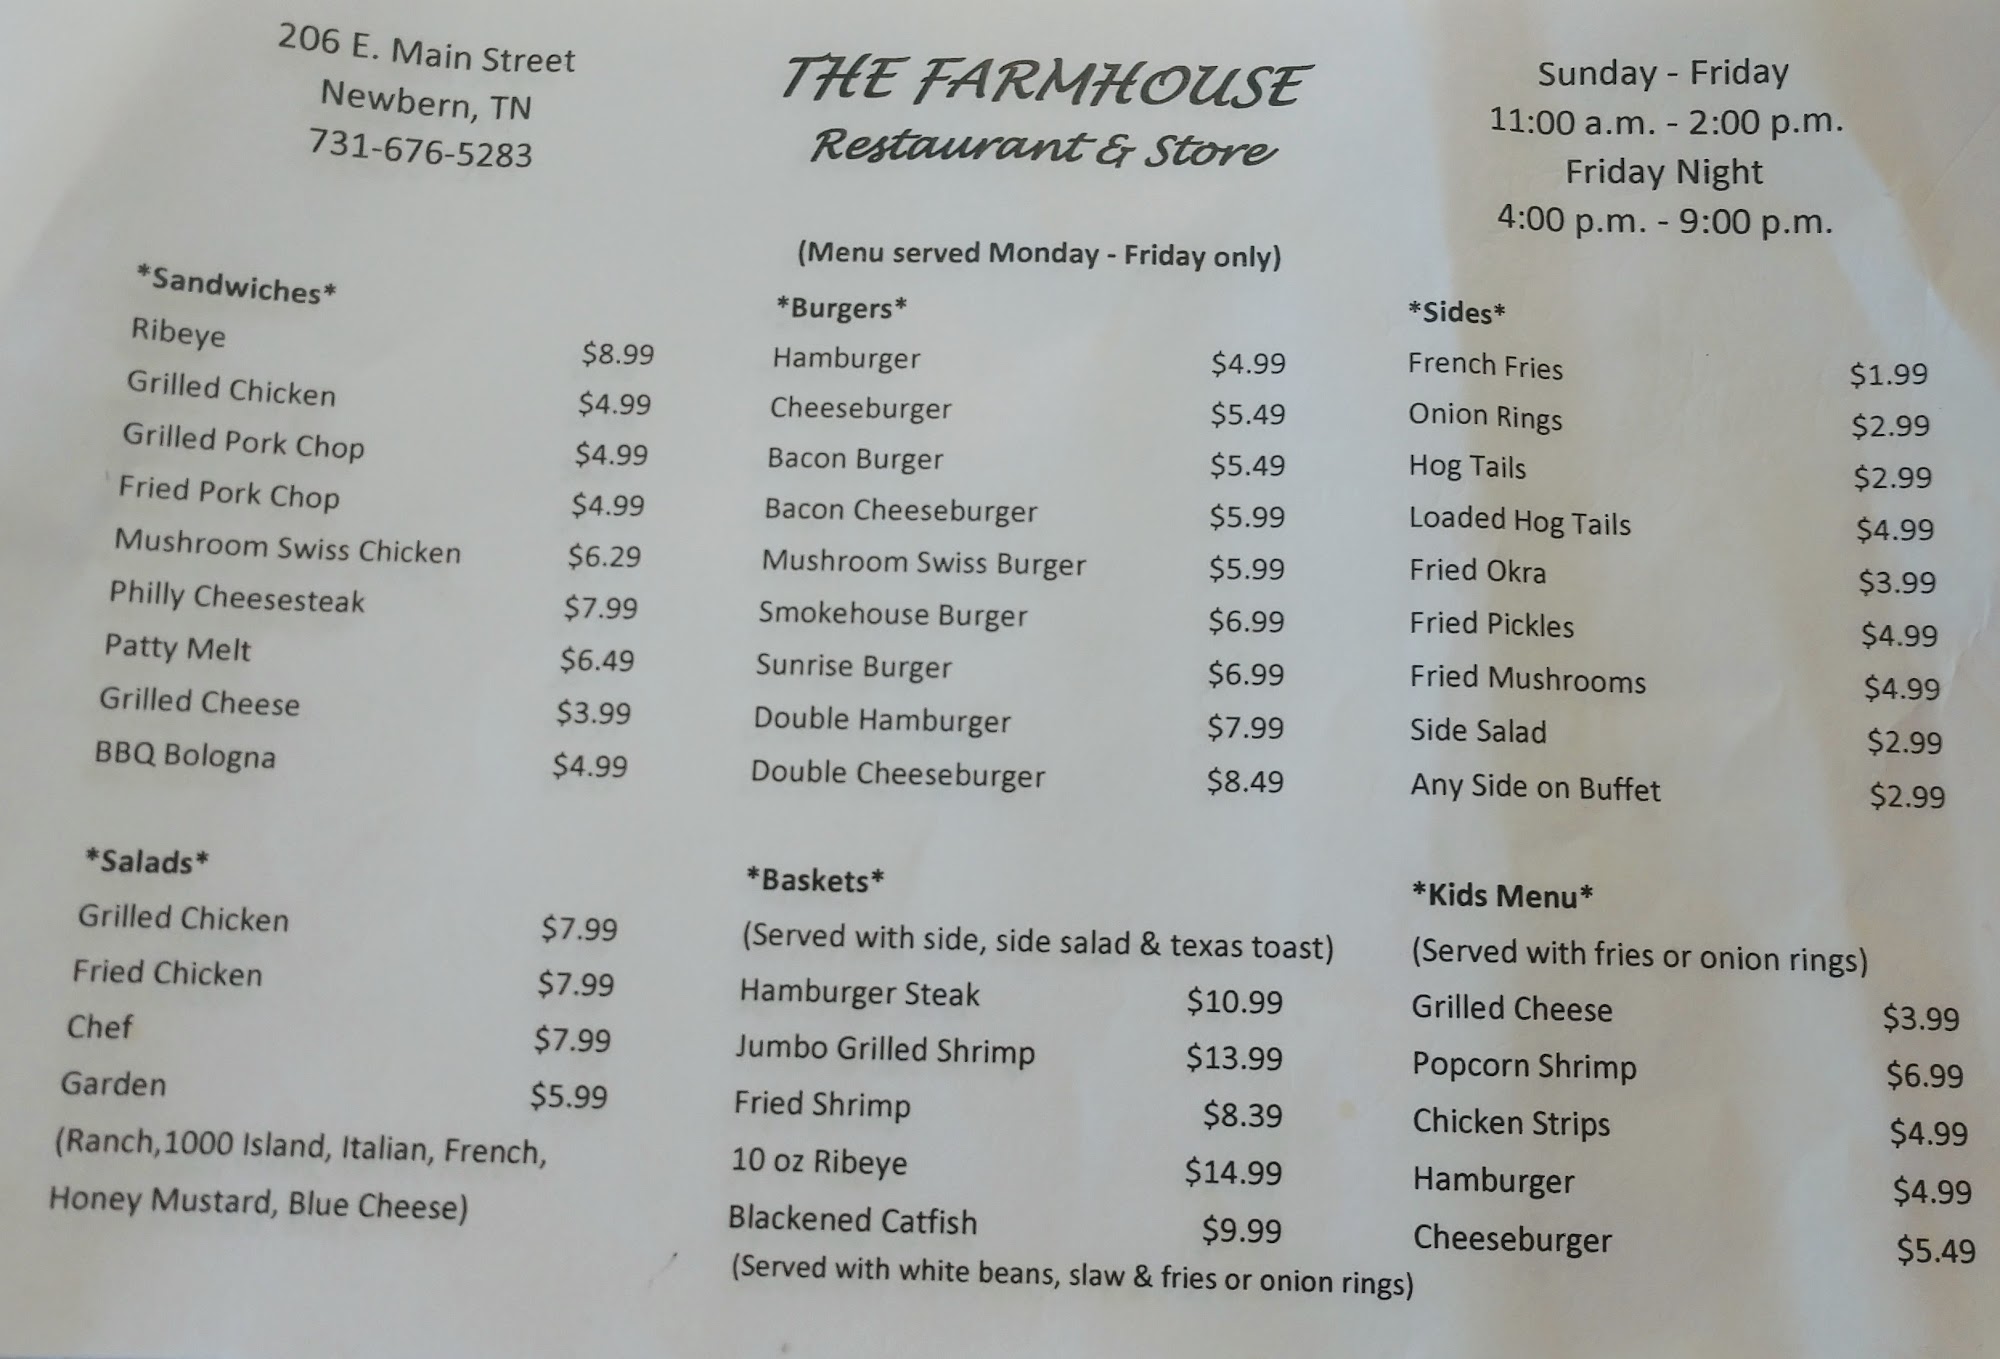 206 E. Main Street
Newbern, TN
731-676-5283
THE FARMHOUSE
Restaurant & Store
Sunday - Friday
11:00 a.m. - 2:00 p.m.
Friday Night
4:00 p.m. - 9:00 p.m.
(Menu served Monday - Friday only)
*Sandwiches*
Ribeye $8.99
Grilled Chicken $4.99
Grilled Pork Chop $4.99
Fried Pork Chop $4.99
Mushroom Swiss Chicken $6.29
Philly Cheesesteak $7.99
Patty Melt $6.49
Grilled Cheese $3.99
BBQ Bologna $4.99
*Salads*
Grilled Chicken $7.99
Fried Chicken $7.99
Chef $7.99
Garden $5.99
(Ranch,1000 Island, Italian, French,
Honey Mustard, Blue Cheese)
*Burgers*
Hamburger $4.99
Cheeseburger $5.49
Bacon Burger $5.49
Bacon Cheeseburger $5.99
Mushroom Swiss Burger $5.99
Smokehouse Burger $6.99
Sunrise Burger $6.99
Double Hamburger $7.99
Double Cheeseburger $8.49
*Baskets*
(Served with side, side salad & texas toast)
Hamburger Steak $10.99
Jumbo Grilled Shrimp $13.99
Fried Shrimp $8.39
10 oz Ribeye $14.99
Blackened Catfish $9.99
(Served with white beans, slaw & fries or onion rings)
*Sides*
French Fries $1.99
Onion Rings $2.99
Hog Tails $2.99
Loaded Hog Tails $4.99
Fried Okra $3.99
Fried Pickles $4.99
Fried Mushrooms $4.99
Side Salad $2.99
Any Side on Buffet $2.99
*Kids Menu*
(Served with fries or onion rings)
Grilled Cheese $3.99
Popcorn Shrimp $6.99
Chicken Strips $4.99
Hamburger $4.99
Cheeseburger $5.49